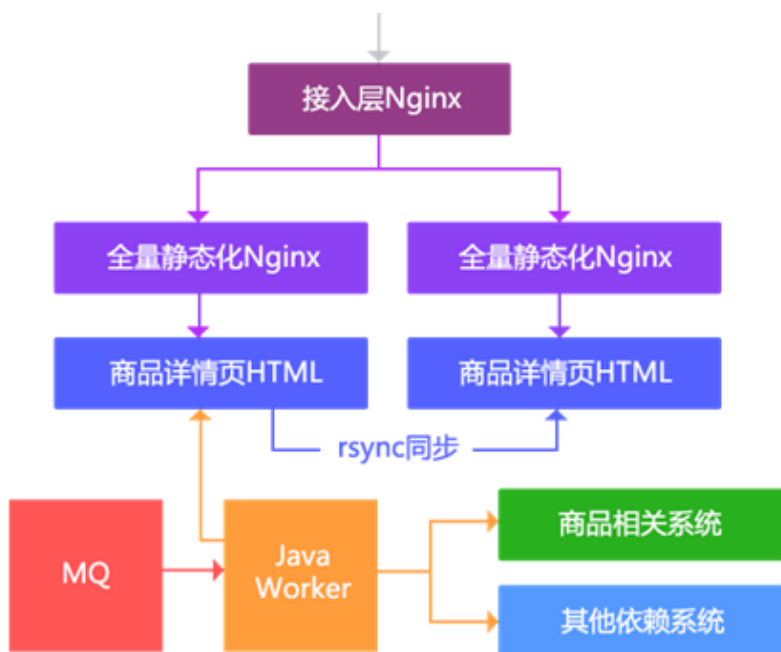 接入层Nginx
全量静态化Nginx
全量静态化Nginx
商品详情页HTML
商品详情页HTML
rsync同步
MQ
Java
Worker
商品相关系统
其他依赖系统